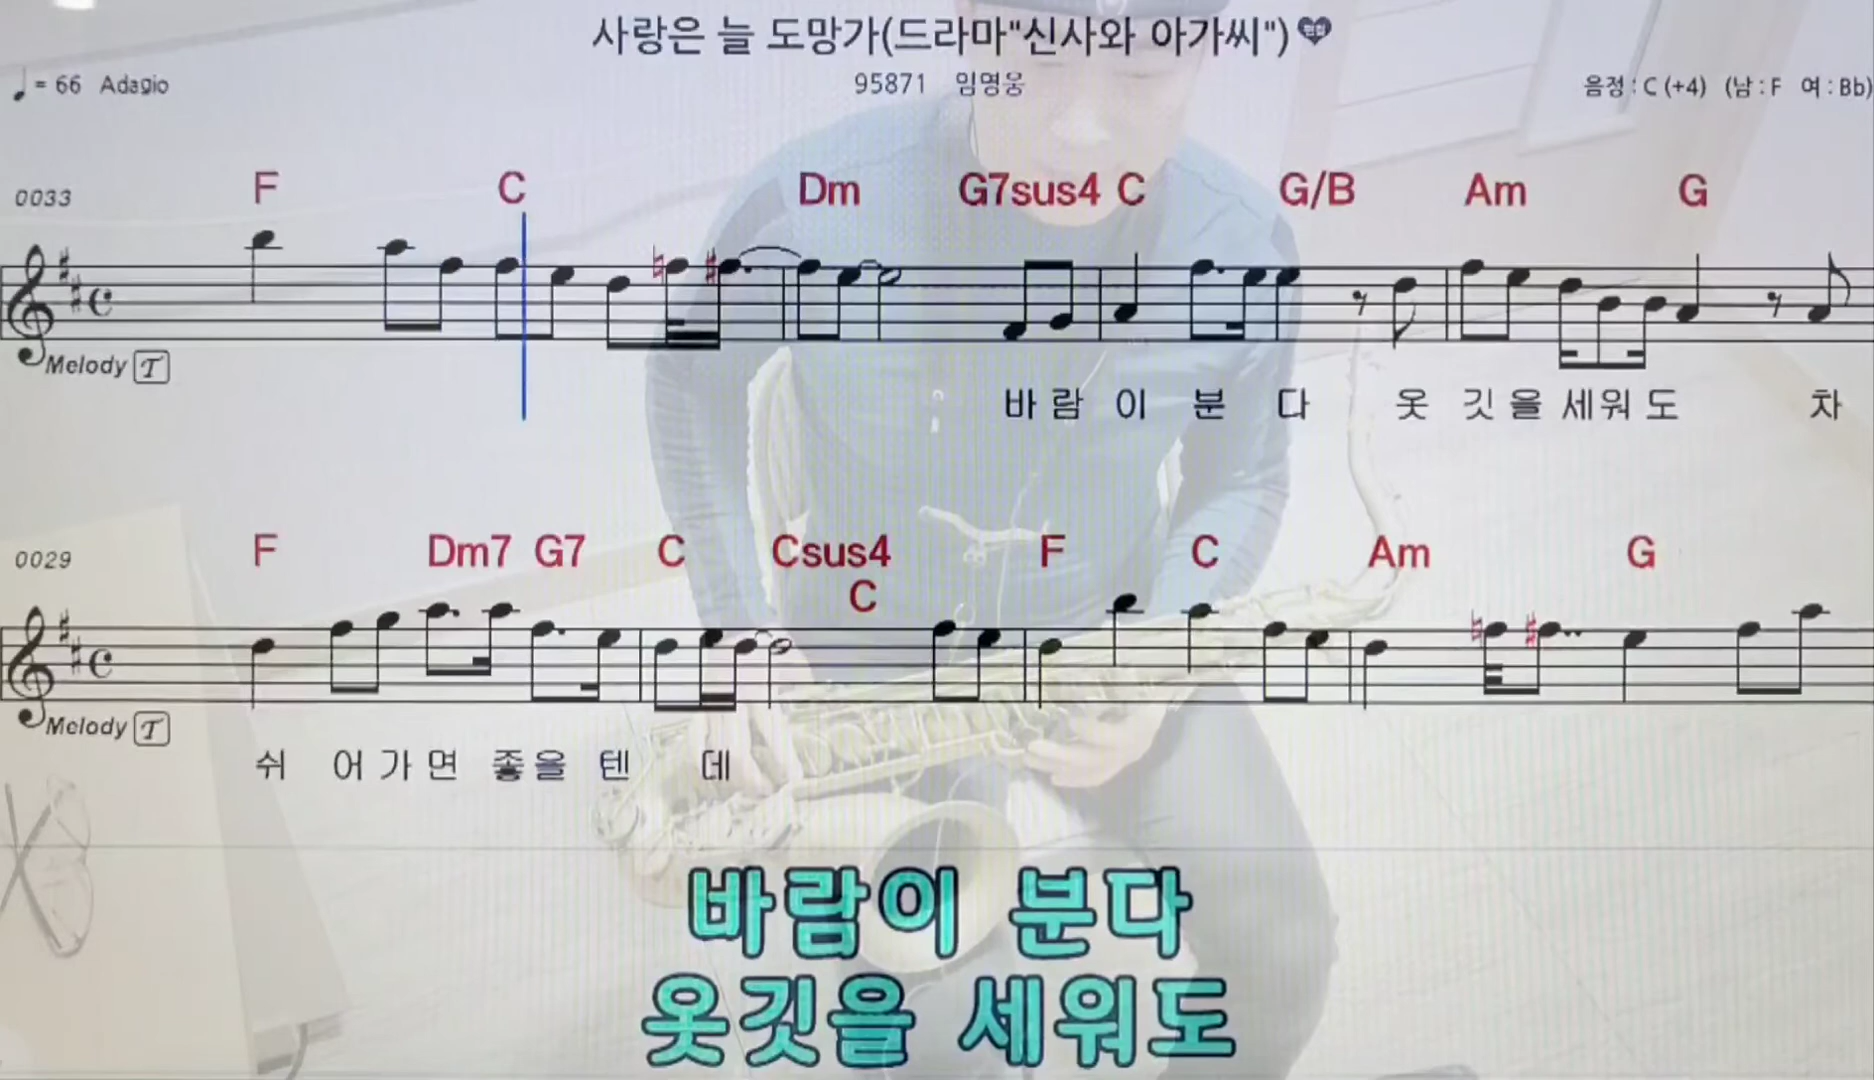 사랑은 늘 도망가(드라마"신사와 아가씨")
♩= 66 Adagio
95871 임영웅
음정 : C (+4) (남 : F 여 : Bb)
0033
F C Dm G7sus4 C G/B Am G
Melody T
바 람 이 분 다 옷 깃 을 세 워 도 차
0029
F Dm7 G7 C Csus4 F C Am G
C
Melody T
쉬 어 가 면 좋 을 텐 데
바람이 분다
옷깃을 세워도